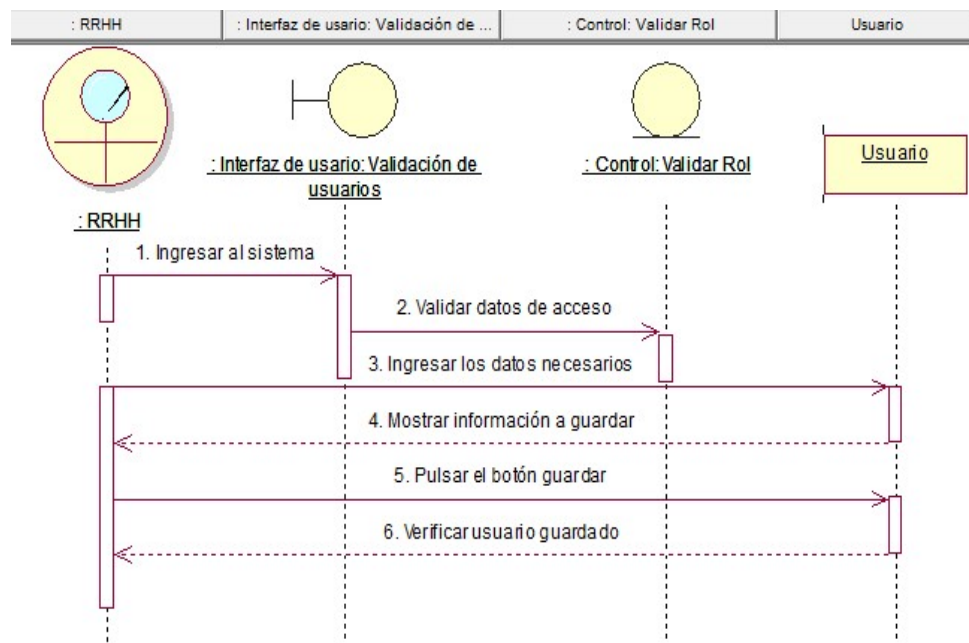 : RRHH
: Interfaz de usario: Validación de ...
: Control: Validar Rol
Usuario
: Interfaz de usario: Validación de
usuarios
: Control: Validar Rol
Usuario
: RRHH
1. Ingresar al sistema
2. Validar datos de acceso
3. Ingresar los datos necesarios
4. Mostrar información a guardar
5. Pulsar el botón guardar
6. Verificar usuario guardado